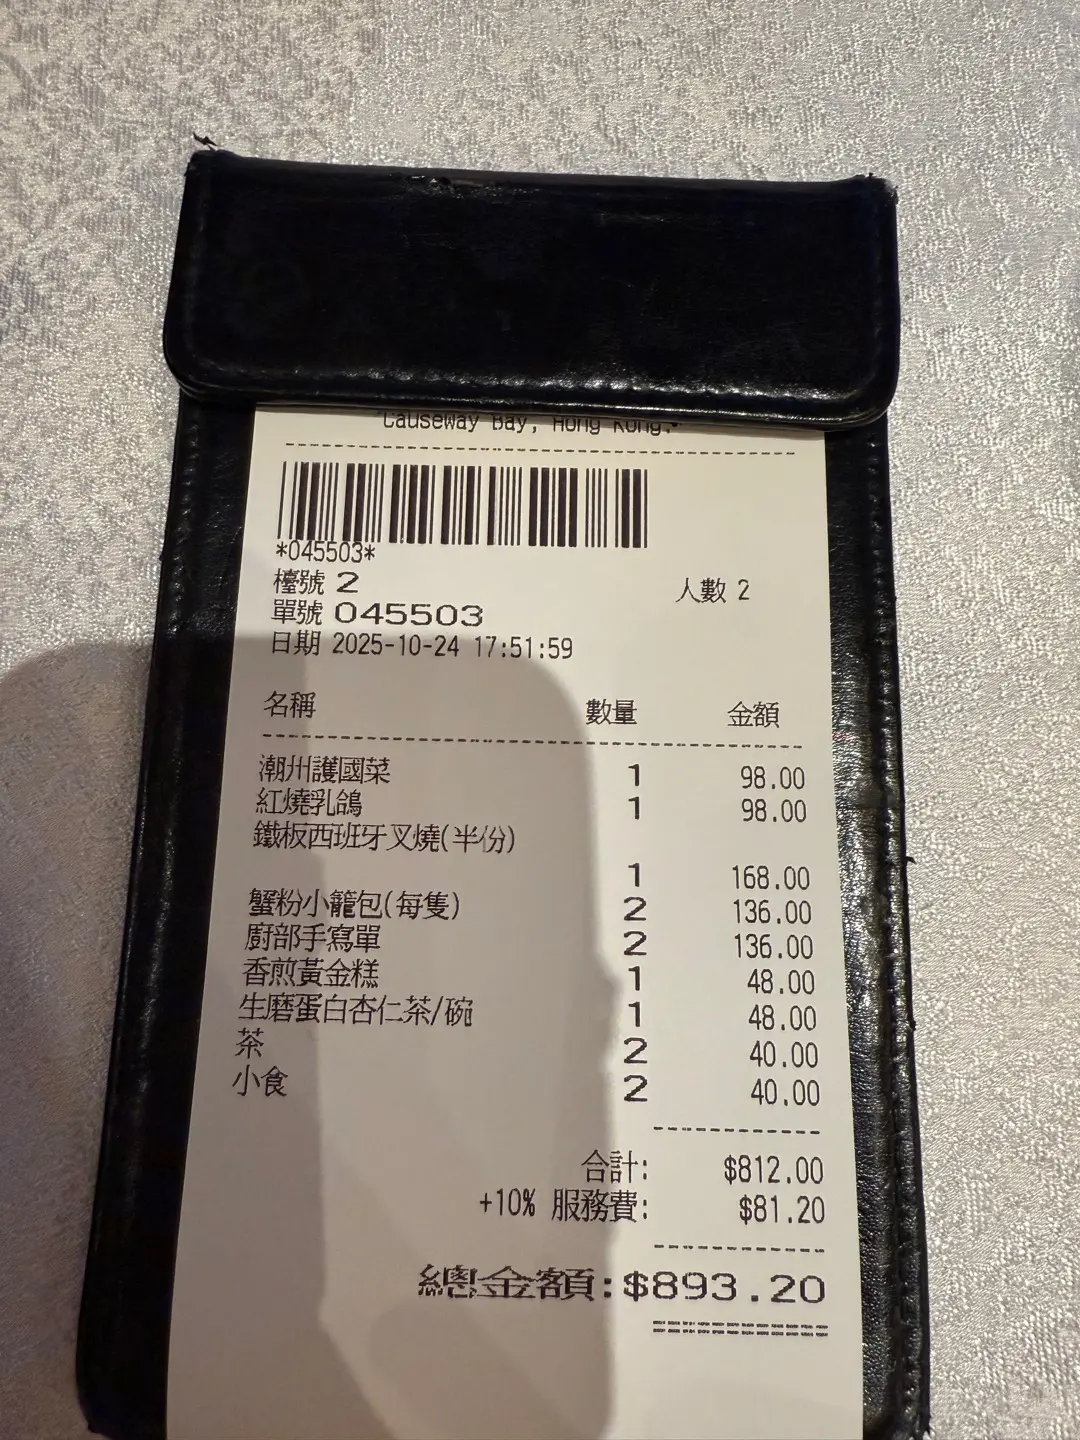 Causeway Bay, Hong Kong.
*045503*
檯號 2 人數 2
單號 045503
日期 2025-10-24 17:51:59
名稱 數量 金額
潮州護國菜 1 98.00
紅燒乳鴿 1 98.00
鐵板西班牙叉燒(半份)
1 168.00
蟹粉小籠包(每隻) 2 136.00
廚部手寫單 2 136.00
香煎黃金糕 1 48.00
生磨蛋白杏仁茶/碗 1 48.00
茶 2 40.00
小食 2 40.00
合計: $812.00
+10% 服務費: $81.20
總金額:$893.20